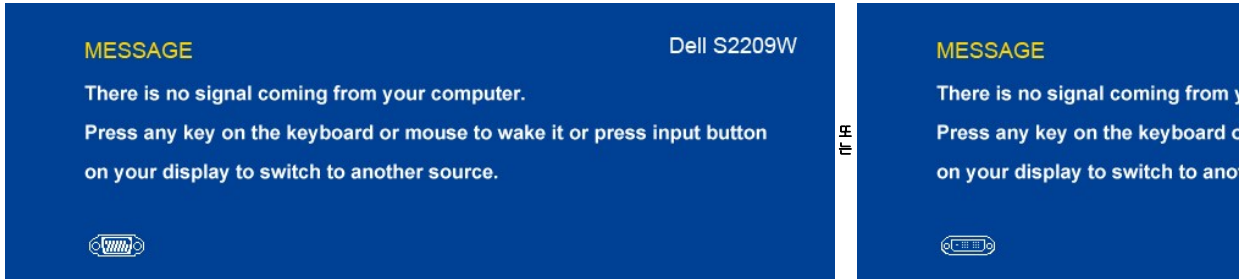 MESSAGE
Dell S2209W
There is no signal coming from your computer.
Press any key on the keyboard or mouse to wake it or press input button
on your display to switch to another source.
MESSAGE
There is no signal coming from
Press any key on the keyboard
on your display to switch to